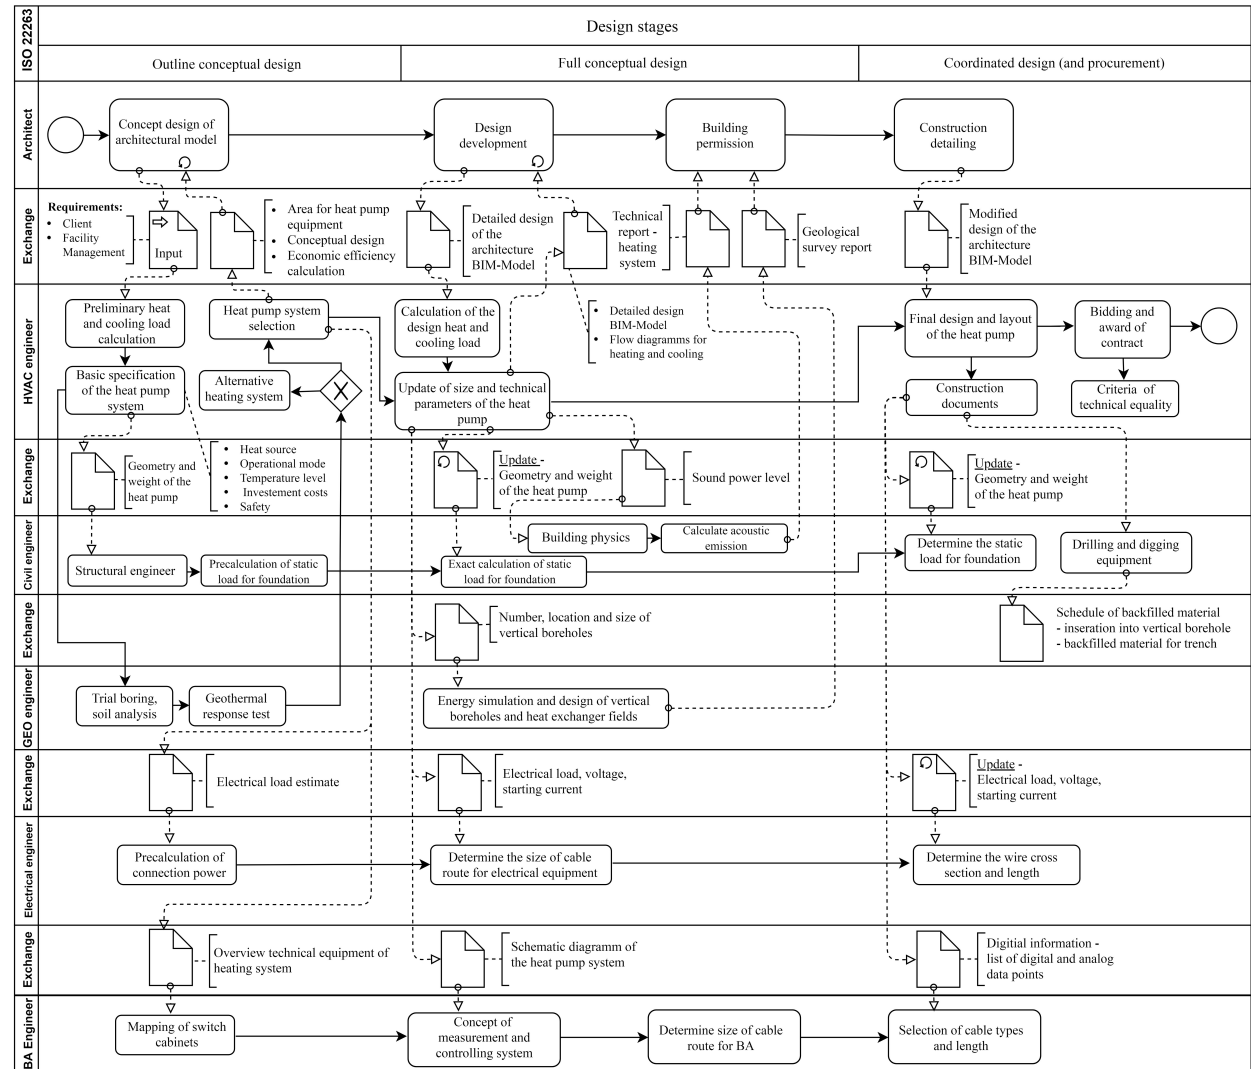 ISO 22263
Design stages
Outline conceptual design
Full conceptual design
Coordinated design (and procurement)
Architect
Concept design of
architectural model
Design
development
Building
permission
Construction
detailing
Exchange
Requirements:
• Client
• Facility
Management
Input
• Area for heat pump
equipment
• Conceptual design
• Economic efficiency
calculation
Detailed design
of the
architecture
BIM-Model
Technical
report -
heating
system
Geological
survey report
Modified
design of the
architecture
BIM-Model
HVAC engineer
Preliminary heat
and cooling load
calculation
Heat pump system
selection
Calculation of the
design heat and
cooling load
• Detailed design
BIM-Model
• Flow diagramms for
heating and cooling
Final design and layout
of the heat pump
Bidding and
award of
contract
Basic specification
of the heat pump
system
Alternative
heating system
Update of size and technical
parameters of the heat
pump
Construction
documents
Criteria of
technical equality
Exchange
Geometry and
weight of the
heat pump
• Heat source
• Operational mode
• Temperature level
• Investement costs
• Safety
Update -
Geometry and weight
of the heat pump
Sound power level
Update -
Geometry and weight
of the heat pump
Civil engineer
Structural engineer
Precalculation of static
load for foundation
Exact calculation of static
load for foundation
Building physics
Calculate acoustic
emission
Determine the static
load for foundation
Drilling and digging
equipment
Exchange
Number, location and size of
vertical boreholes
Schedule of backfilled material
- inseration into vertical borehole
- backfilled material for trench
GEO engineer
Trial boring,
soil analysis
Geothermal
response test
Energy simulation and design of vertical
boreholes and heat exchanger fields
Exchange
Electrical load estimate
Electrical load, voltage,
starting current
Update -
Electrical load, voltage,
starting current
Electrical engineer
Precalculation of
connection power
Determine the size of cable
route for electrical equipment
Determine the wire cross
section and length
Exchange
Overview technical equipment of
heating system
Schematic diagramm of
the heat pump system
Digitial information -
list of digital and analog
data points
BA Engineer
Mapping of switch
cabinets
Concept of
measurement and
controlling system
Determine size of cable
route for BA
Selection of cable types
and length